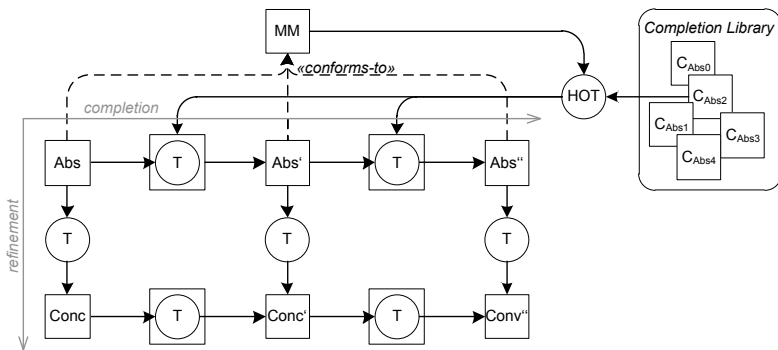 MM
Completion Library
C_Abs0
«conforms-to»
HOT
C_Abs2
completion
C_Abs1
C_Abs3
Abs
T
Abs‘
T
Abs“
C_Abs4
refinement
T
T
T
Conc
T
Conc‘
T
Conv“